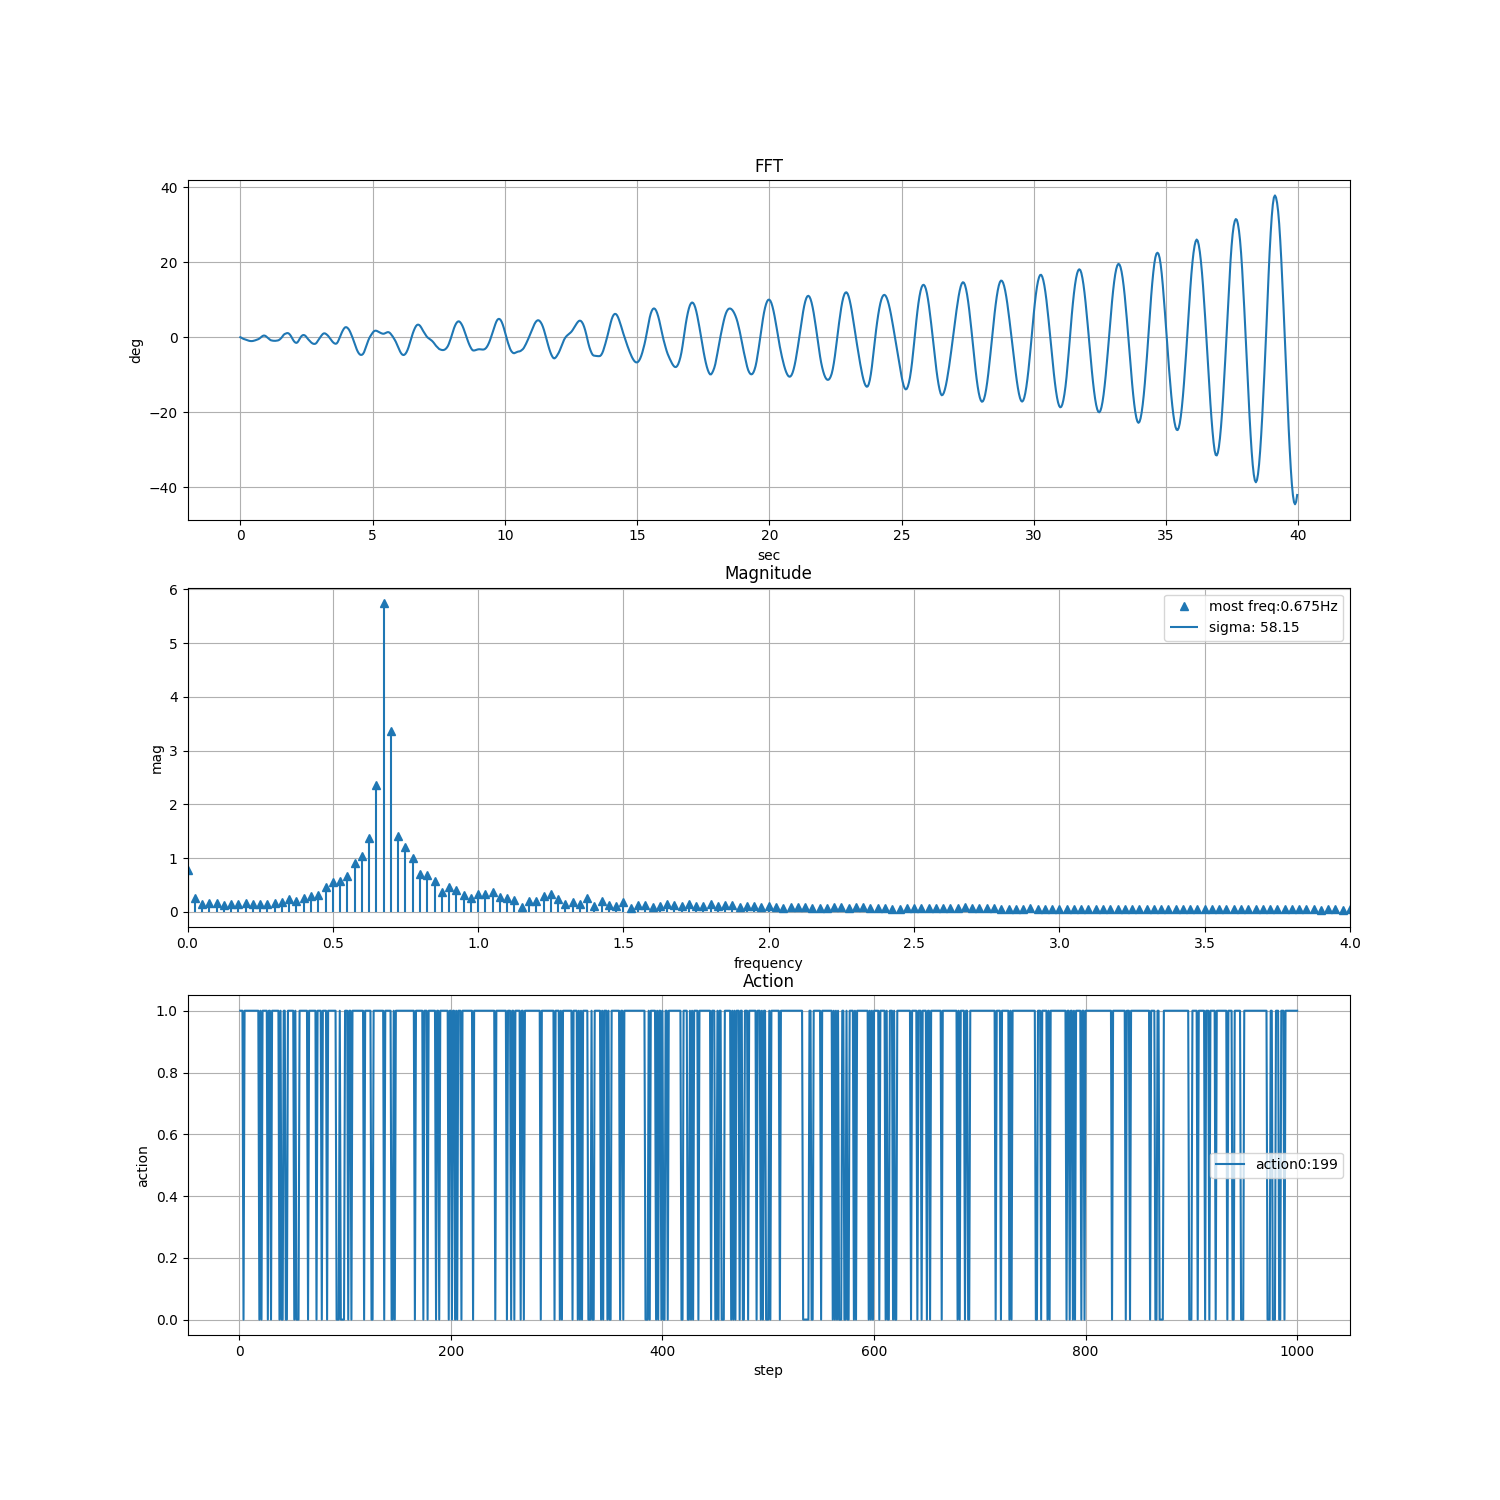 FFT
40
20
0
−20
−40
deg
0 5 10 15 20 25 30 35 40
sec
Magnitude
6
5
4
3
2
1
0
mag
most freq:0.675Hz
sigma: 58.15
0.0 0.5 1.0 1.5 2.0 2.5 3.0 3.5 4.0
frequency
Action
1.0
0.8
0.6
0.4
0.2
0.0
action
action0:199
0 200 400 600 800 1000
step